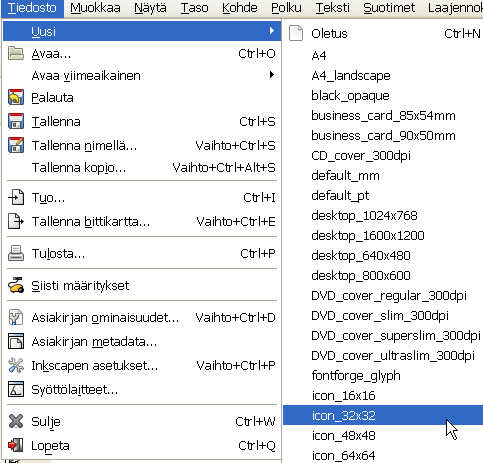 Tiedosto Muokkaa Näytä Taso Kohde Polku Teksti Suotimet Laajennok
Uusi
Avaa... Ctrl+O
Avaa viimeaikainen
Palauta
Tallenna Ctrl+S
Tallenna nimellä... Vaihto+Ctrl+S
Tallenna kopio... Vaihto+Ctrl+Alt+S
Tuo... Ctrl+I
Tallenna bittikartta... Vaihto+Ctrl+E
Tulosta... Ctrl+P
Siisti määritykset
Asiakirjan ominaisuudet... Vaihto+Ctrl+D
Asiakirjan metadata...
Inkscapen asetukset... Vaihto+Ctrl+P
Syöttölaitteet...
Sulje Ctrl+W
Lopeta Ctrl+Q
Oletus Ctrl+N
A4
A4_landscape
black_opaque
business_card_85x54mm
business_card_90x50mm
CD_cover_300dpi
default_mm
default_pt
desktop_1024x768
desktop_1600x1200
desktop_640x480
desktop_800x600
DVD_cover_regular_300dpi
DVD_cover_slim_300dpi
DVD_cover_superslim_300dpi
DVD_cover_ultraslim_300dpi
fontforge_glyph
icon_16x16
icon_32x32
icon_48x48
icon_64x64